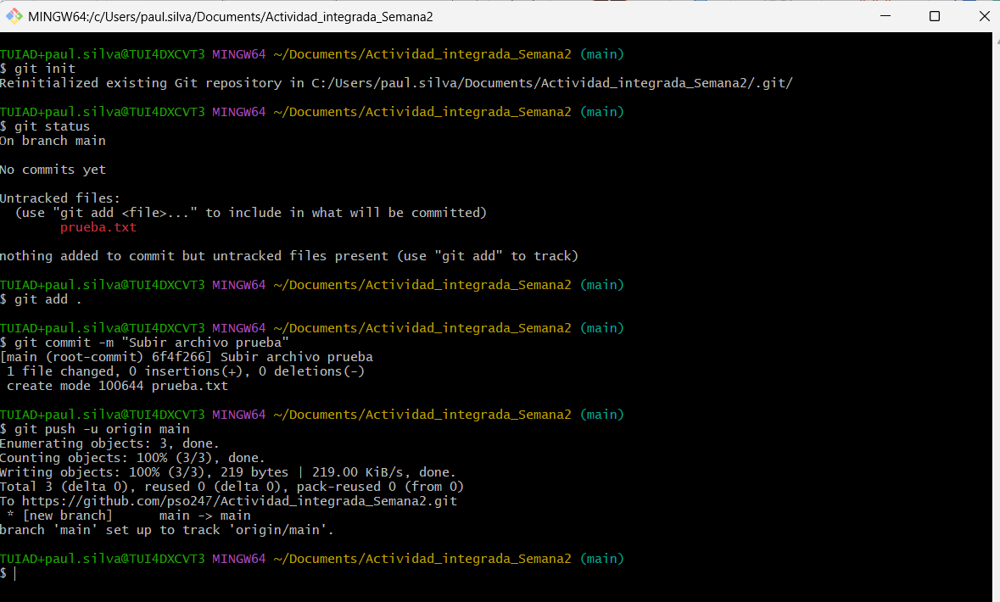 MINGW64:/c/Users/paul.silva/Documents/Actividad_integrada_Semana2
TUIAD+paul.silva@TUI4DXCVT3 MINGW64 ~/Documents/Actividad_integrada_Semana2 (main)
$ git init
Reinitialized existing Git repository in C:/Users/paul.silva/Documents/Actividad_integrada_Semana2/.git/
TUIAD+paul.silva@TUI4DXCVT3 MINGW64 ~/Documents/Actividad_integrada_Semana2 (main)
$ git status
On branch main
No commits yet
Untracked files:
  (use "git add <file>..." to include in what will be committed)
        prueba.txt
nothing added to commit but untracked files present (use "git add" to track)
TUIAD+paul.silva@TUI4DXCVT3 MINGW64 ~/Documents/Actividad_integrada_Semana2 (main)
$ git add .
TUIAD+paul.silva@TUI4DXCVT3 MINGW64 ~/Documents/Actividad_integrada_Semana2 (main)
$ git commit -m "Subir archivo prueba"
[main (root-commit) 6f4f266] Subir archivo prueba
 1 file changed, 0 insertions(+), 0 deletions(-)
 create mode 100644 prueba.txt
TUIAD+paul.silva@TUI4DXCVT3 MINGW64 ~/Documents/Actividad_integrada_Semana2 (main)
$ git push -u origin main
Enumerating objects: 3, done.
Counting objects: 100% (3/3), done.
Writing objects: 100% (3/3), 219 bytes | 219.00 KiB/s, done.
Total 3 (delta 0), reused 0 (delta 0), pack-reused 0 (from 0)
To https://github.com/pso247/Actividad_integrada_Semana2.git
 * [new branch]      main -> main
branch 'main' set up to track 'origin/main'.
TUIAD+paul.silva@TUI4DXCVT3 MINGW64 ~/Documents/Actividad_integrada_Semana2 (main)
$